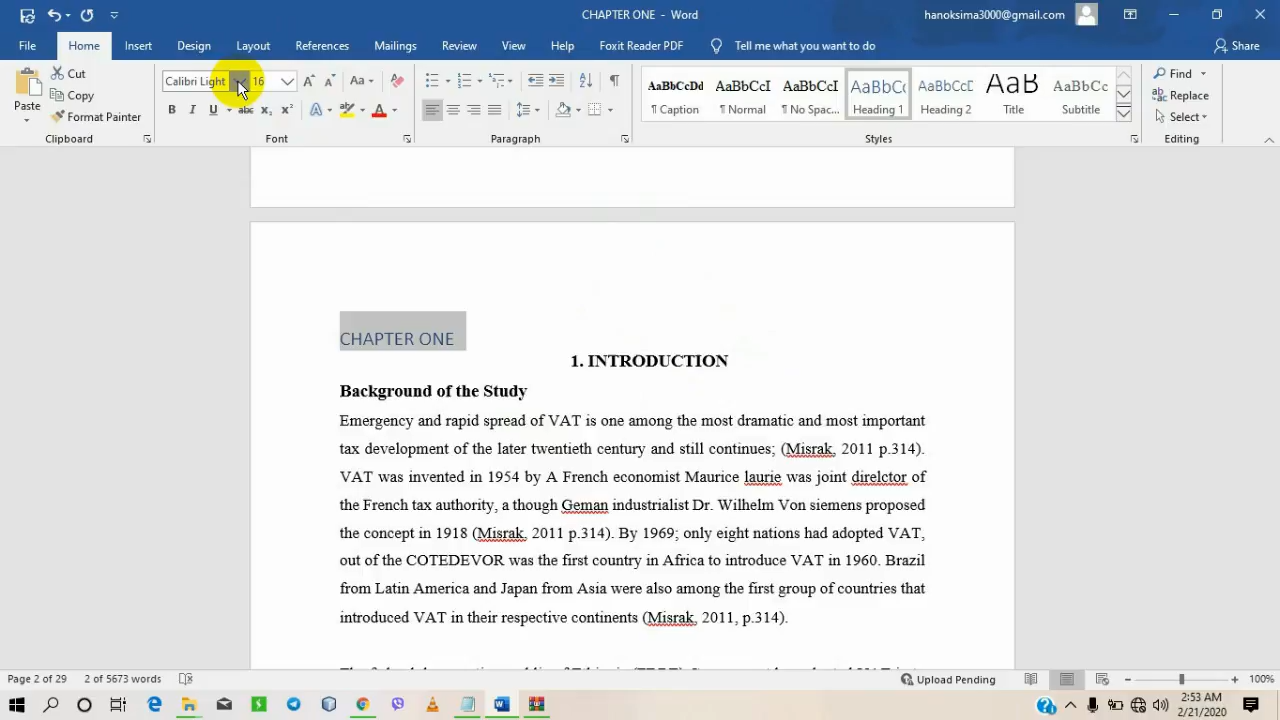 CHAPTER ONE - Word
hanoksima3000@gmail.com
File Home Insert Design Layout References Mailings Review View Help Foxit Reader PDF Tell me what you want to do Share
Paste
Cut
Copy
Format Painter
Clipboard
Calibri Light 16
Aa
B I U abc x₂ x² A A
Font
Paragraph
AaBbCcDd AaBbCcI AaBbCcI AaBbC AaBbCcD AaB AaBbCc
¶ Caption ¶ Normal ¶ No Spac... Heading 1 Heading 2 Title Subtitle
Styles
Find
Replace
Select
Editing
CHAPTER ONE
1. INTRODUCTION
Background of the Study
Emergency and rapid spread of VAT is one among the most dramatic and most important
tax development of the later twentieth century and still continues; (Misrak, 2011 p.314).
VAT was invented in 1954 by A French economist Maurice laurie was joint direlctor of
the French tax authority, a though Geman industrialist Dr. Wilhelm Von siemens proposed
the concept in 1918 (Misrak, 2011 p.314). By 1969; only eight nations had adopted VAT,
out of the COTEDEVOR was the first country in Africa to introduce VAT in 1960. Brazil
from Latin America and Japan from Asia were also among the first group of countries that
introduced VAT in their respective continents (Misrak, 2011, p.314).
Page 2 of 29 2 of 5673 words Upload Pending 100%
2:53 AM
2/21/2020